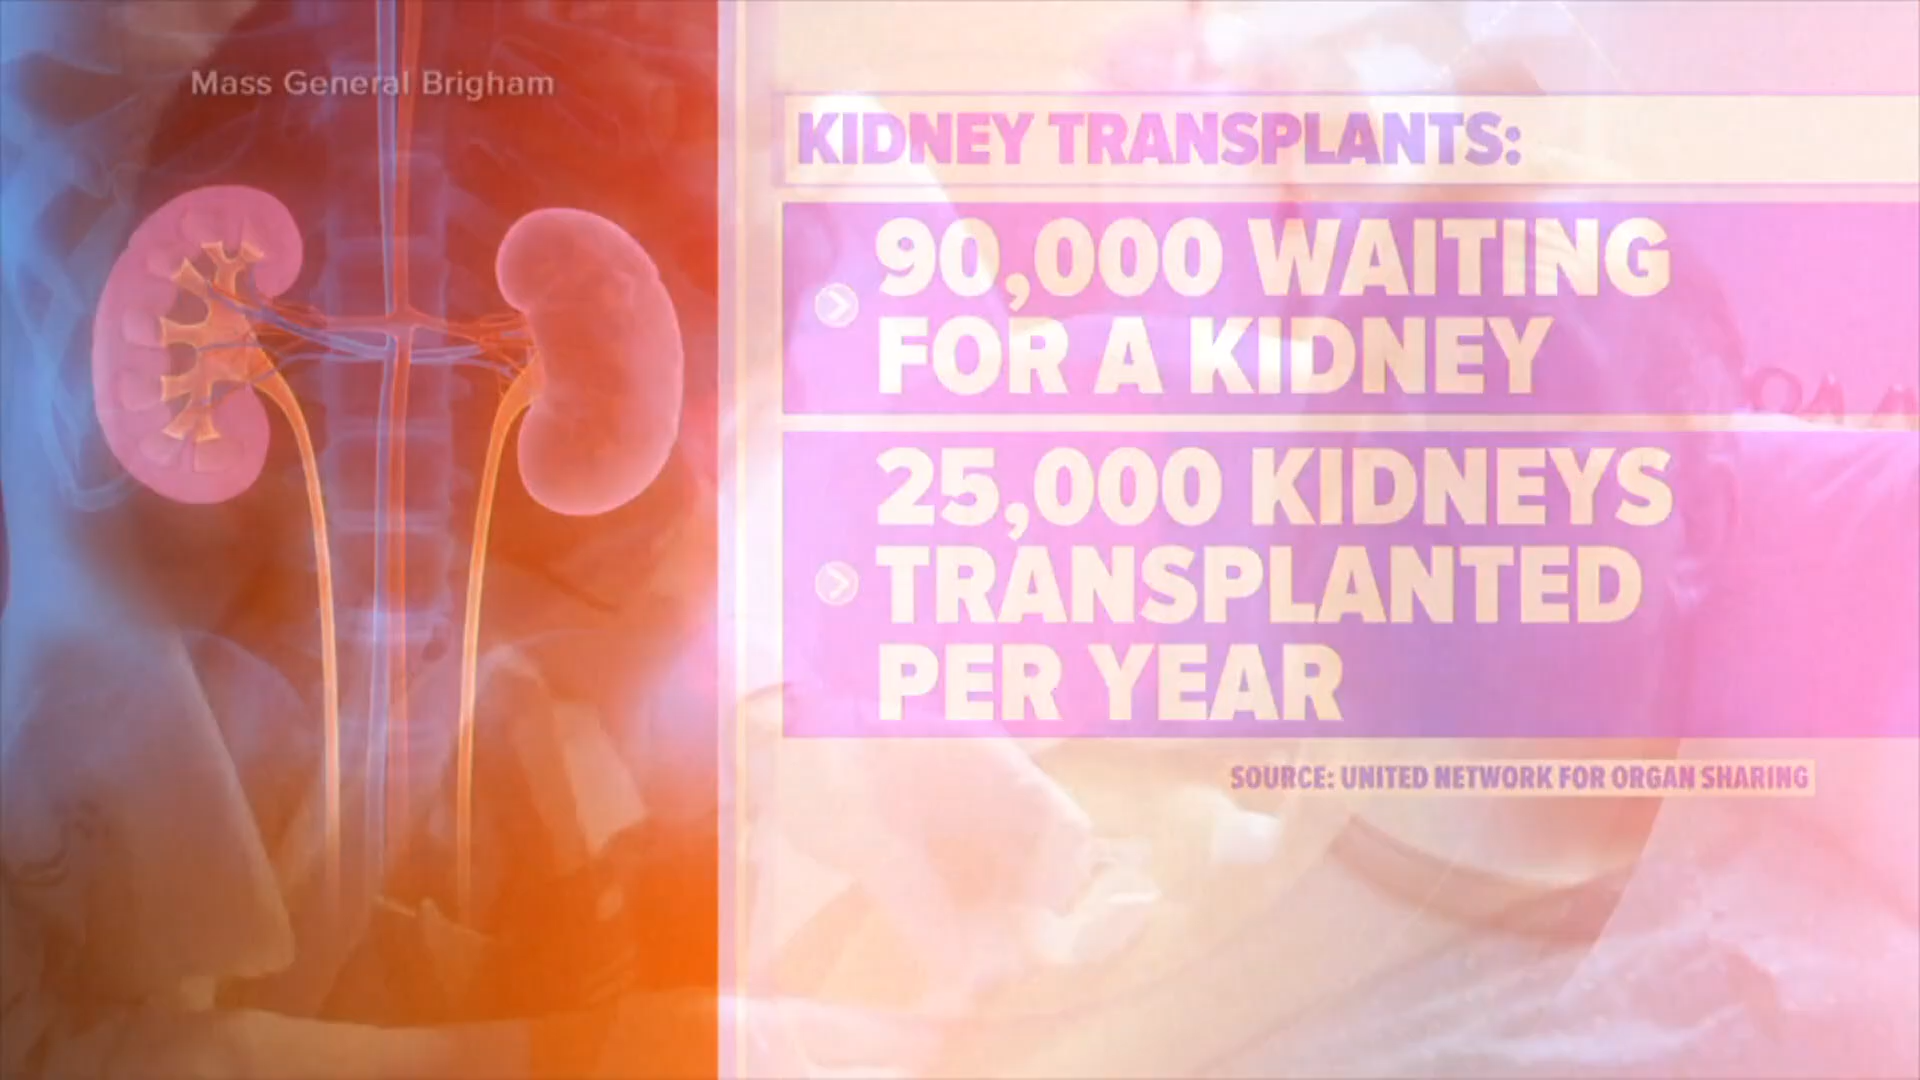 Mass General Brigham
KIDNEY TRANSPLANTS:
90,000 WAITING
FOR A KIDNEY
25,000 KIDNEYS
TRANSPLANTED
PER YEAR
SOURCE: UNITED NETWORK FOR ORGAN SHARING